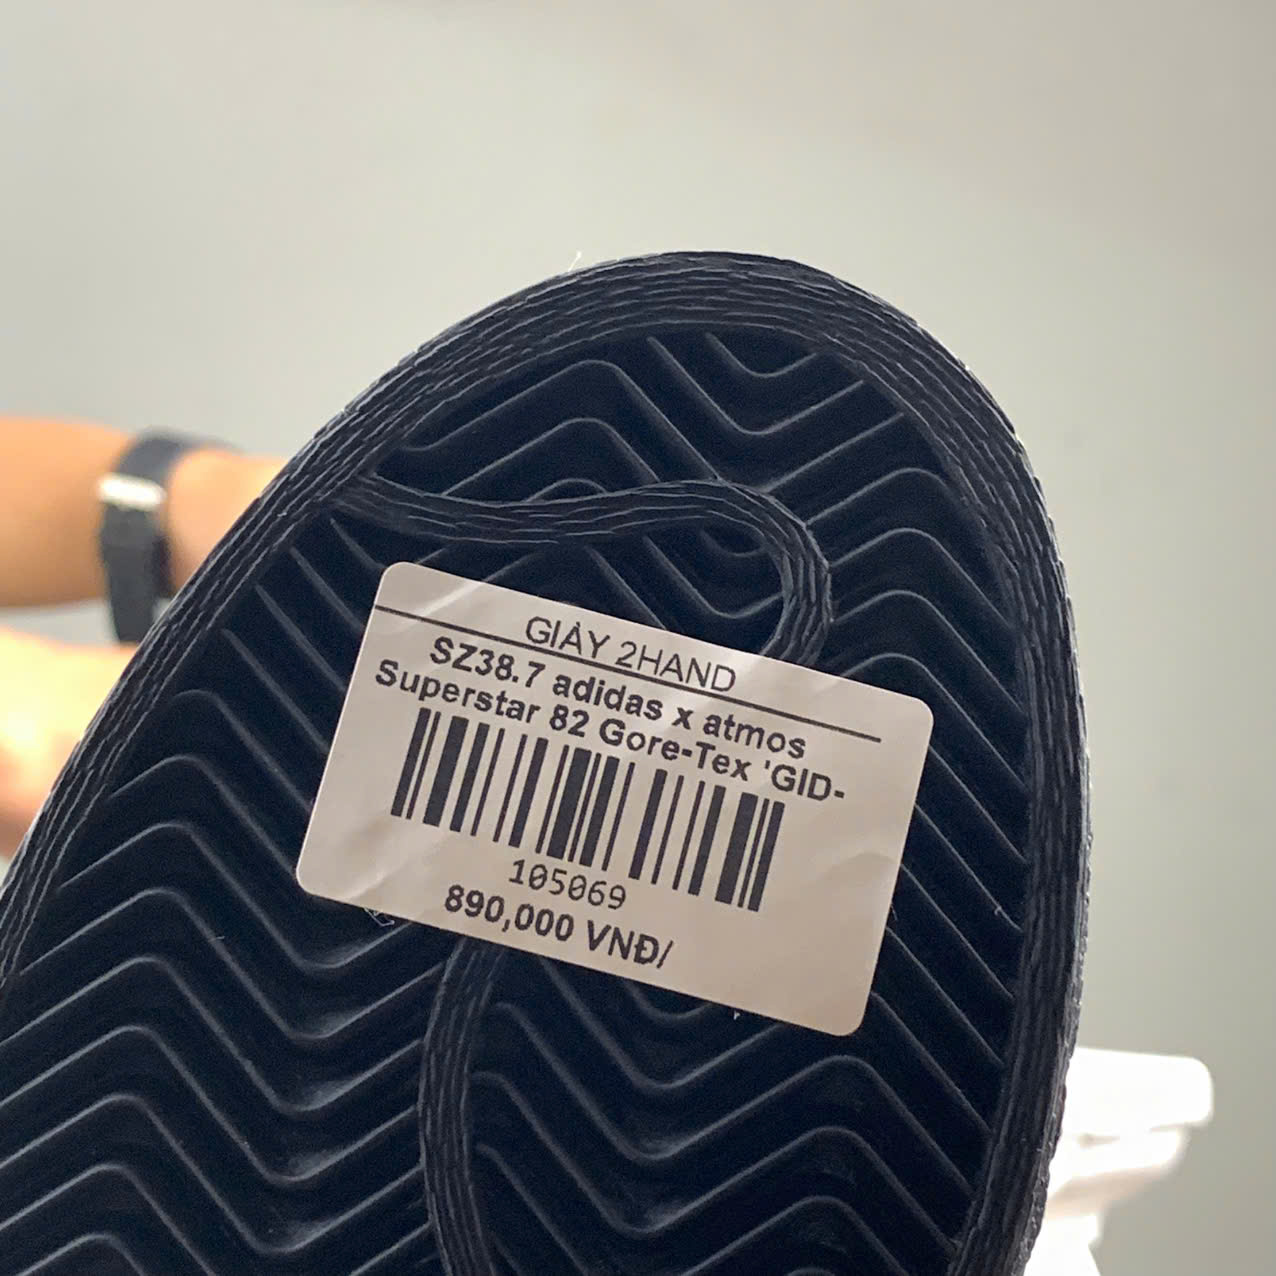 GIÀY 2HAND
SZ38.7 adidas x atmos
Superstar 82 Gore-Tex 'GID-
105069
890,000 VNĐ/